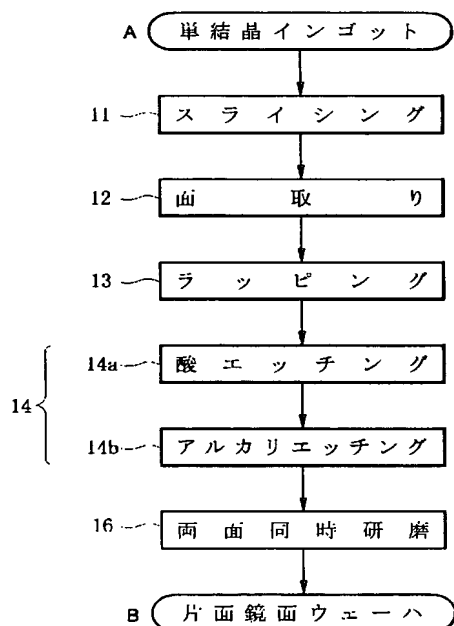 A 単結晶インゴット
11 スライシング
12 面取り
13 ラッピング
14a 酸エッチング
14
14b アルカリエッチング
16 両面同時研磨
B 片面鏡面ウェーハ